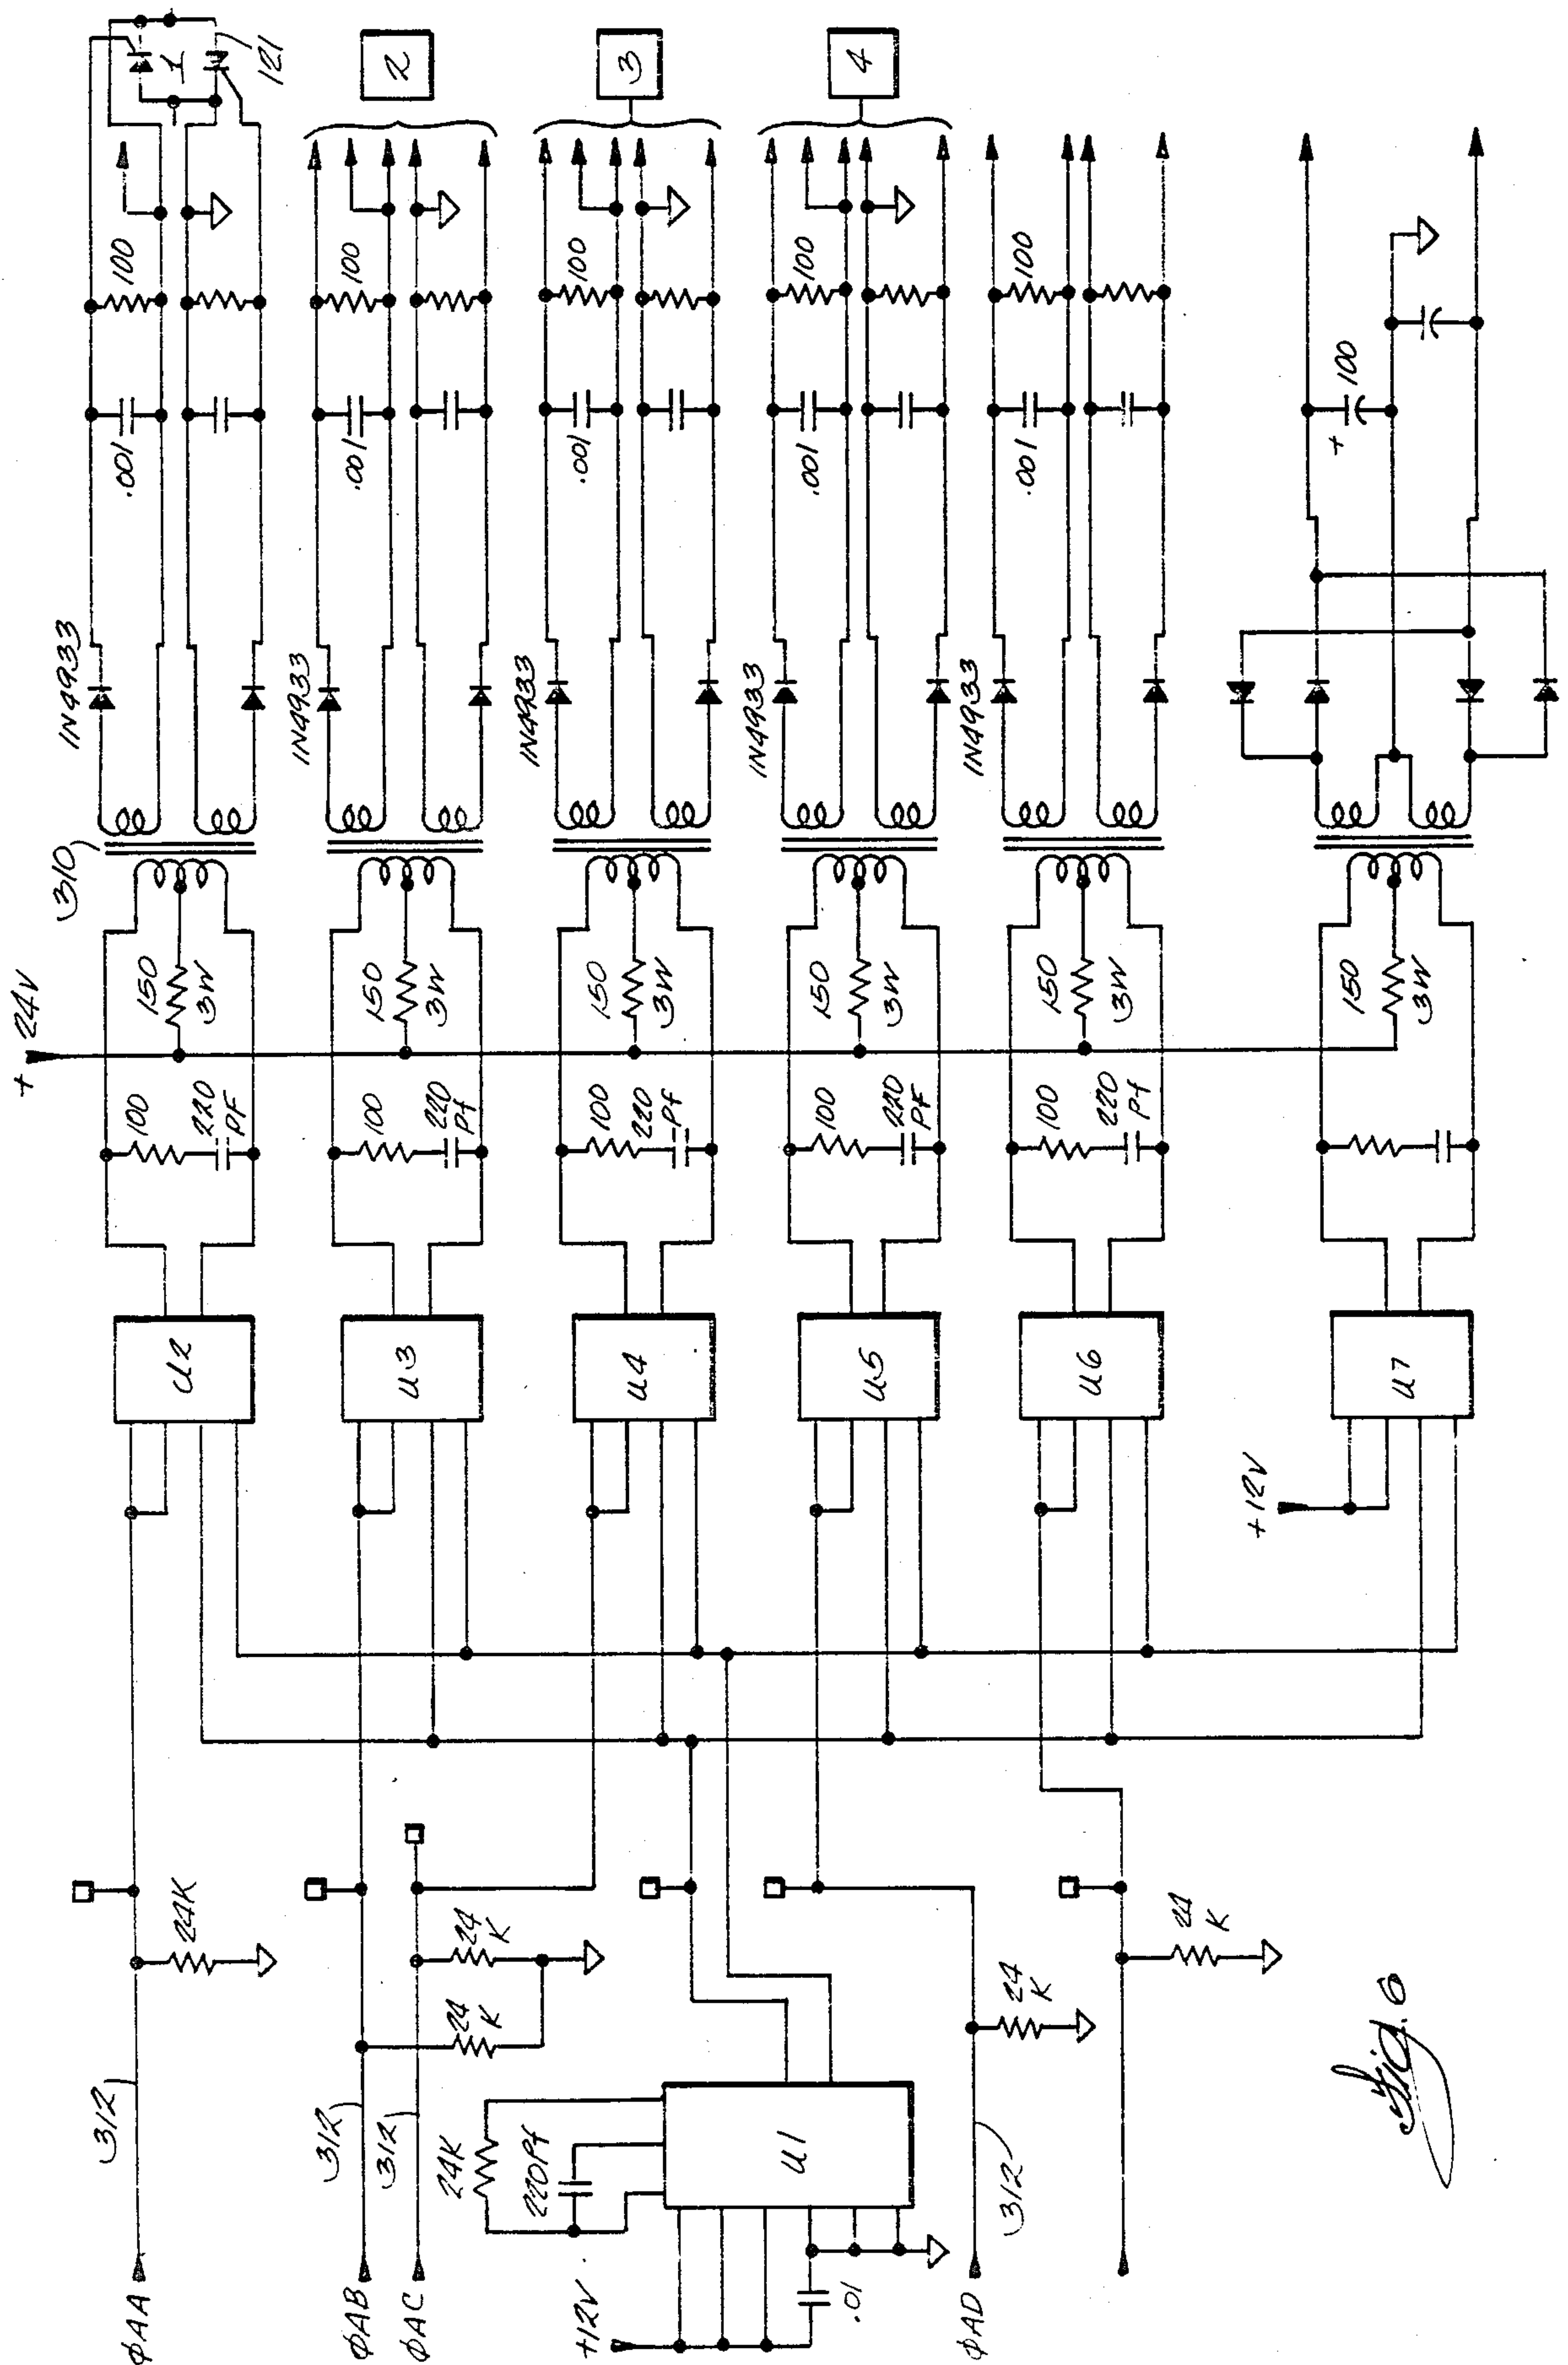 1
121
2
3
4
100
100
100
100
100
100
+
.001
.001
.001
.001
.001
1N4933
1N4933
1N4933
1N4933
1N4933
310
+24V
150
3W
150
3W
150
3W
150
3W
150
3W
150
3W
100
220
PF
100
220
Pf
100
220
Pf
100
220
PF
100
220
Pf
U2
U3
U4
U5
U6
U7
+12V
24K
24
K
24
K
24
K
24
K
312
312
312
312
24K
220Pf
U1
+12V
.01
ΦAA
ΦAB
ΦAC
ΦAD